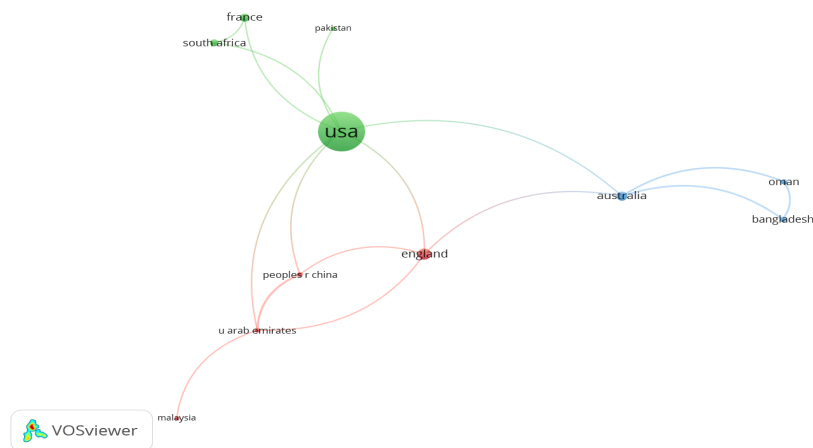 france
pakistan
south africa
usa
oman
australia
bangladesh
england
peoples r china
u arab emirates
malaysia
VOSviewer